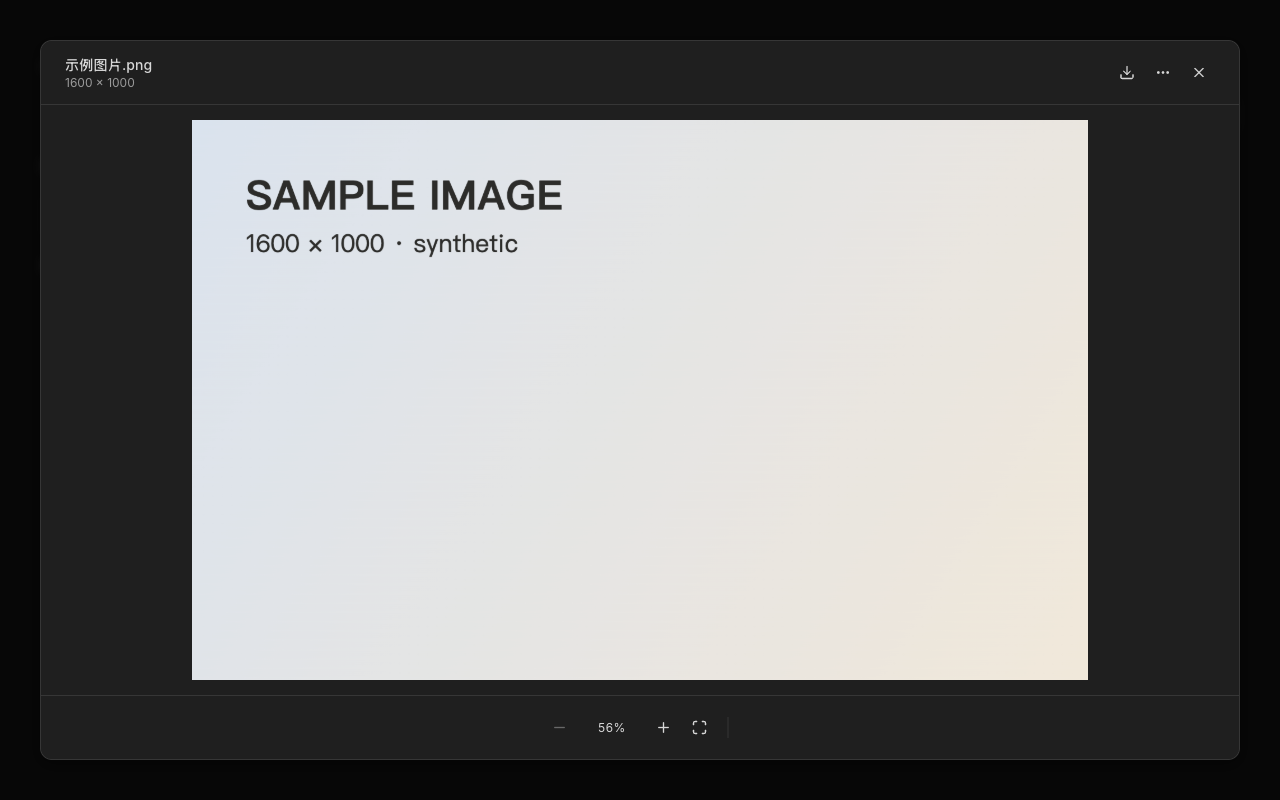 示例图片.png
1600 × 1000
SAMPLE IMAGE
1600 × 1000 · synthetic
56%